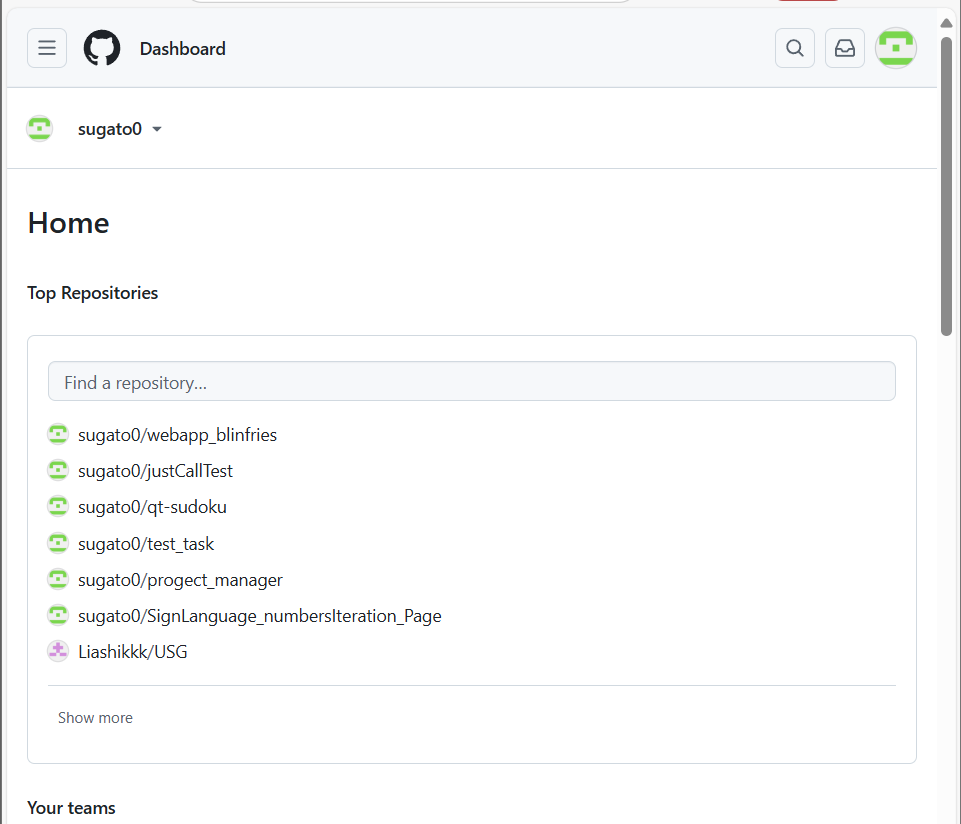 Dashboard
sugato0
Home
Top Repositories
Find a repository...
sugato0/webapp_blinfries
sugato0/justCallTest
sugato0/qt-sudoku
sugato0/test_task
sugato0/progect_manager
sugato0/SignLanguage_numbersIteration_Page
Liashikkk/USG
Show more
Your teams